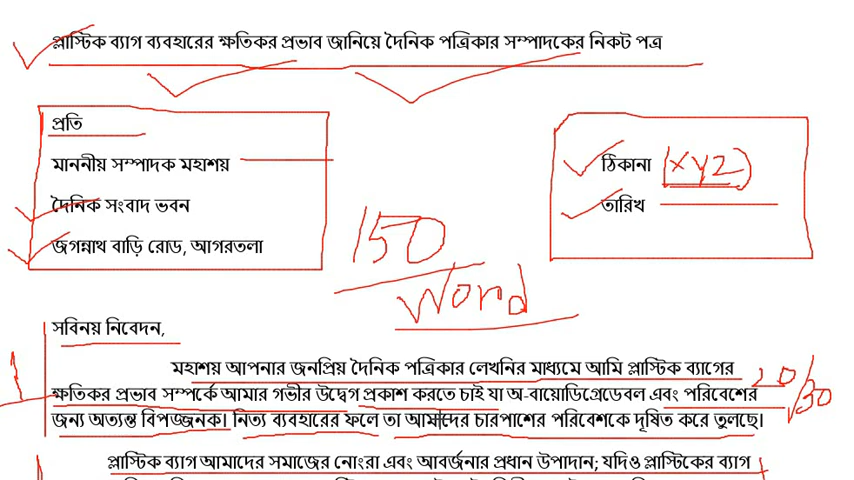 প্লাস্টিক ব্যাগ ব্যবহারের ক্ষতিকর প্রভাব জানিয়ে দৈনিক পত্রিকার সম্পাদকের নিকট পত্র
প্রতি
মাননীয় সম্পাদক মহাশয়
দৈনিক সংবাদ ভবন
জগন্নাথ বাড়ি রোড, আগরতলা
ঠিকানা (xyz)
তারিখ
150
Word
সবিনয় নিবেদন,
1
মহাশয় আপনার জনপ্রিয় দৈনিক পত্রিকার লেখনির মাধ্যমে আমি প্লাস্টিক ব্যাগের
ক্ষতিকর প্রভাব সম্পর্কে আমার গভীর উদ্বেগ প্রকাশ করতে চাই যা অ-বায়োডিগ্রেডেবল এবং পরিবেশের
জন্য অত্যন্ত বিপজ্জনক। নিত্য ব্যবহারের ফলে তা আমাদের চারপাশের পরিবেশকে দূষিত করে তুলছে।
20/30
প্লাস্টিক ব্যাগ আমাদের সমাজের নোংরা এবং আবর্জনার প্রধান উপাদান; যদিও প্লাস্টিকের ব্যাগ